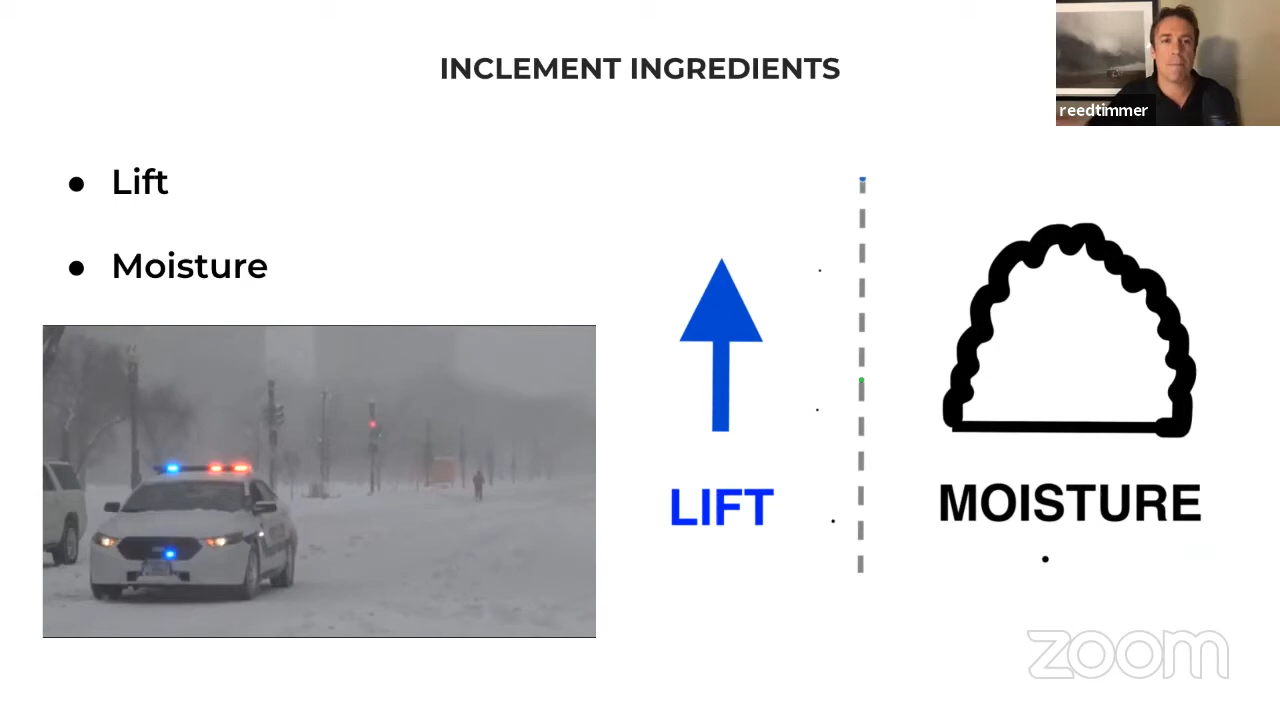 INCLEMENT INGREDIENTS
reedtimmer
● Lift
● Moisture
LIFT
MOISTURE
zoom